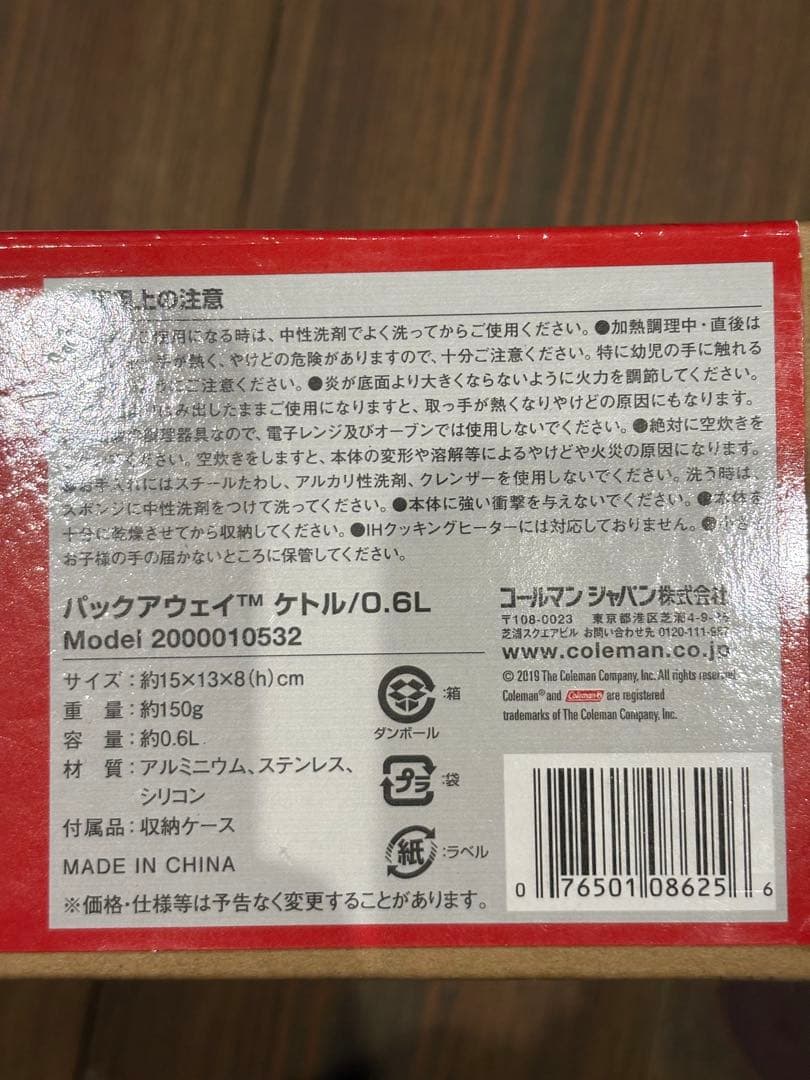 上の注意
使用になる時は、中性洗剤でよく洗ってからご使用ください。●加熱調理中・直後は
が熱く、やけどの危険がありますので、十分ご注意ください。特に幼児の手に触れる
ご注意ください。●炎が底面より大きくならないように火力を調節してください。
み出したままご使用になりますと、取っ手が熱くなりやけどの原因にもなります。
調理器具なので、電子レンジ及びオーブンでは使用しないでください。●絶対に空炊きを
ください。空炊きをしますと、本体の変形や溶解等によるやけどや火災の原因になります。
●お手入れにはスチールたわし、アルカリ性洗剤、クレンザーを使用しないでください。洗う時は、
スポンジに中性洗剤をつけて洗ってください。●本体に強い衝撃を与えないでください。●本体を
十分に乾燥させてから収納してください。●IHクッキングヒーターには対応しておりません。
お子様の手の届かないところに保管してください。
パックアウェイ™ ケトル/0.6L
Model 2000010532
サイズ:約15×13×8(h)cm
重 量:約150g
容 量:約0.6L
材 質:アルミニウム、ステンレス、
シリコン
付属品:収納ケース
MADE IN CHINA
※価格・仕様等は予告なく変更することがあります。
:箱
ダンボール
プラ
:袋
紙
:ラベル
コールマン ジャパン株式会社
〒108-0023 東京都港区芝浦4-9-
芝浦スクエアビル お問い合わせ先 0120-111-
www.coleman.co.jp
© 2019 The Coleman Company, Inc. All rights reserved
Coleman® and Coleman® are registered
trademarks of The Coleman Company, Inc.
0 76501 08625 6